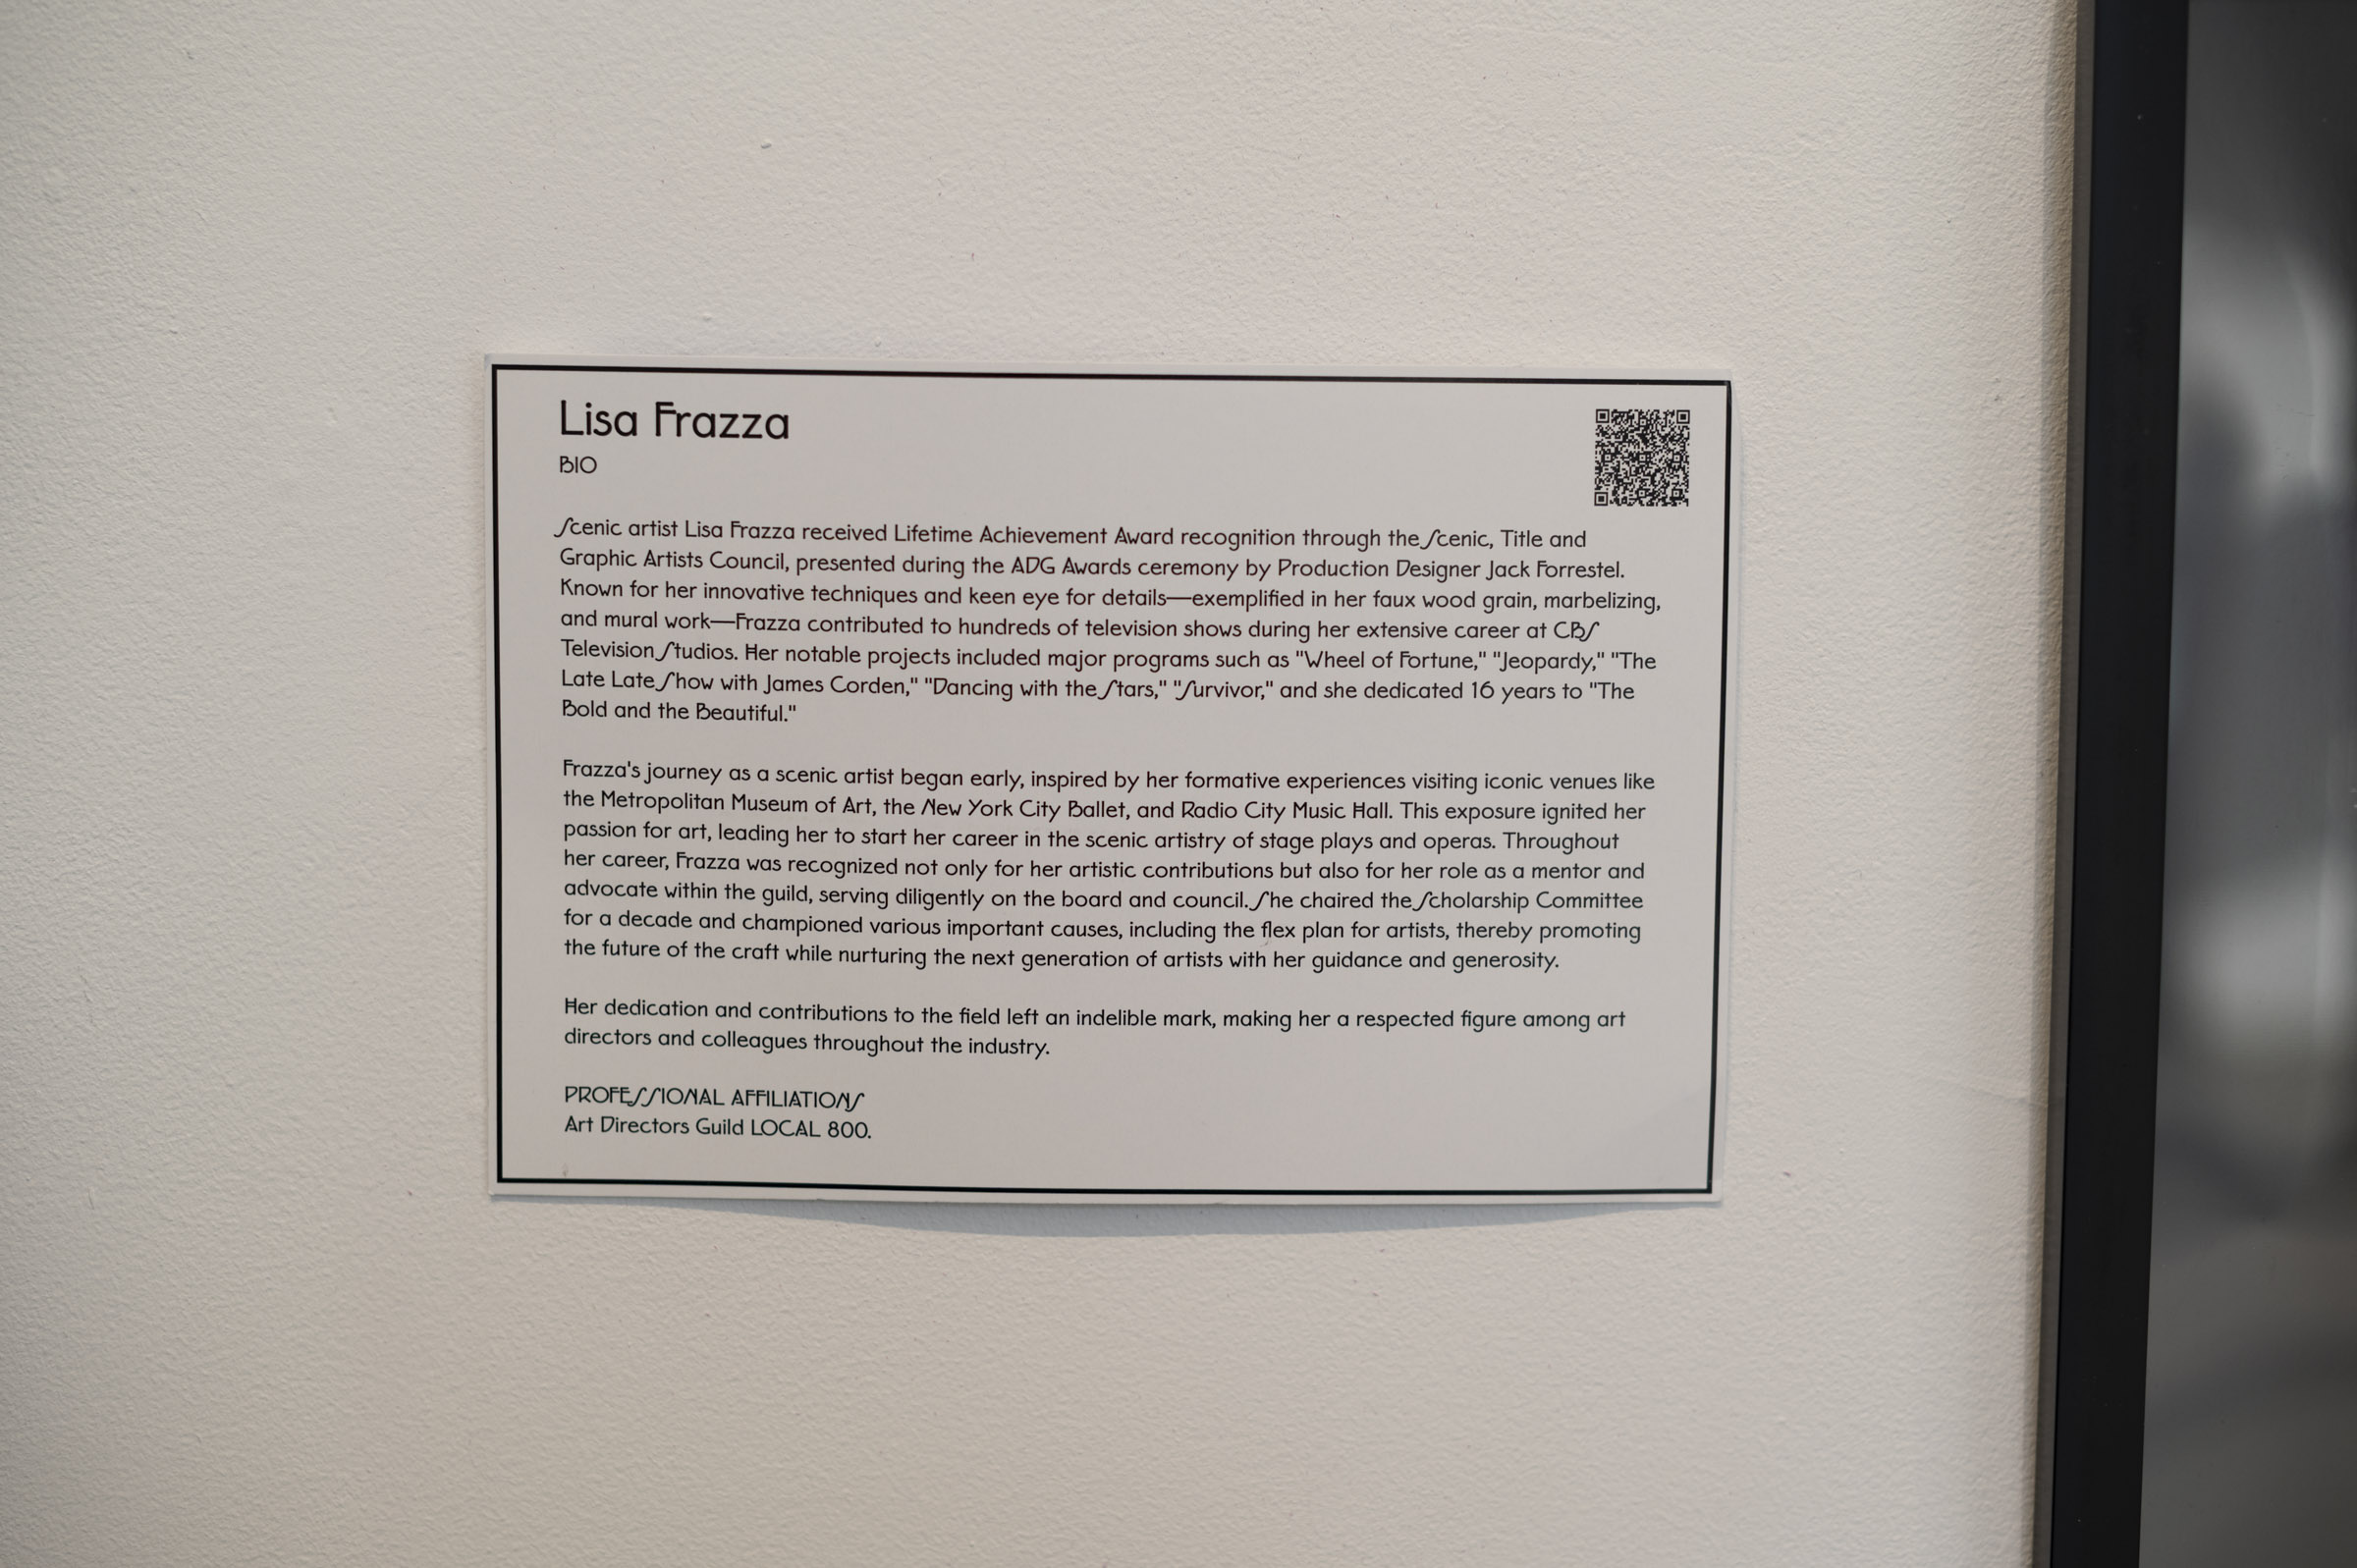 Lisa Frazza
BIO
Scenic artist Lisa Frazza received Lifetime Achievement Award recognition through the Scenic, Title and
Graphic Artists Council, presented during the ADG Awards ceremony by Production Designer Jack Forrestel.
Known for her innovative techniques and keen eye for details—exemplified in her faux wood grain, marbelizing,
and mural work—Frazza contributed to hundreds of television shows during her extensive career at CBS
Television Studios. Her notable projects included major programs such as "Wheel of Fortune," "Jeopardy," "The
Late Late Show with James Corden," "Dancing with the Stars," "Survivor," and she dedicated 16 years to "The
Bold and the Beautiful."
Frazza's journey as a scenic artist began early, inspired by her formative experiences visiting iconic venues like
the Metropolitan Museum of Art, the New York City Ballet, and Radio City Music Hall. This exposure ignited her
passion for art, leading her to start her career in the scenic artistry of stage plays and operas. Throughout
her career, Frazza was recognized not only for her artistic contributions but also for her role as a mentor and
advocate within the guild, serving diligently on the board and council. She chaired the Scholarship Committee
for a decade and championed various important causes, including the flex plan for artists, thereby promoting
the future of the craft while nurturing the next generation of artists with her guidance and generosity.
Her dedication and contributions to the field left an indelible mark, making her a respected figure among art
directors and colleagues throughout the industry.
PROFESSIONAL AFFILIATIONS
Art Directors Guild LOCAL 800.